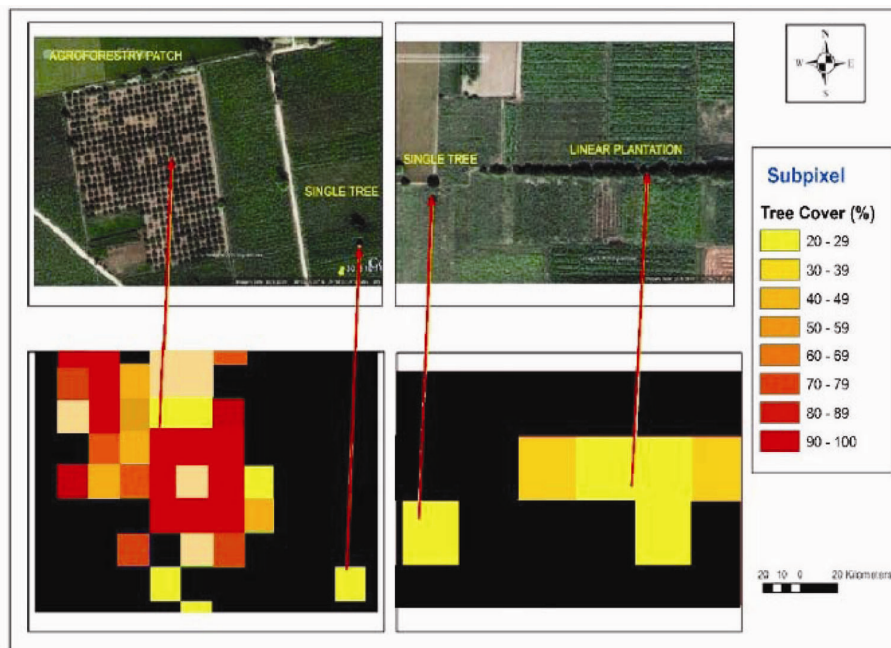 AGROFORESTRY PATCH
SINGLE TREE
SINGLE TREE
LINEAR PLANTATION
N
W E
S
Subpixel
Tree Cover (%)
20 - 29
30 - 39
40 - 49
50 - 59
60 - 69
70 - 79
80 - 89
90 - 100
20 10 0 20 Kilometers